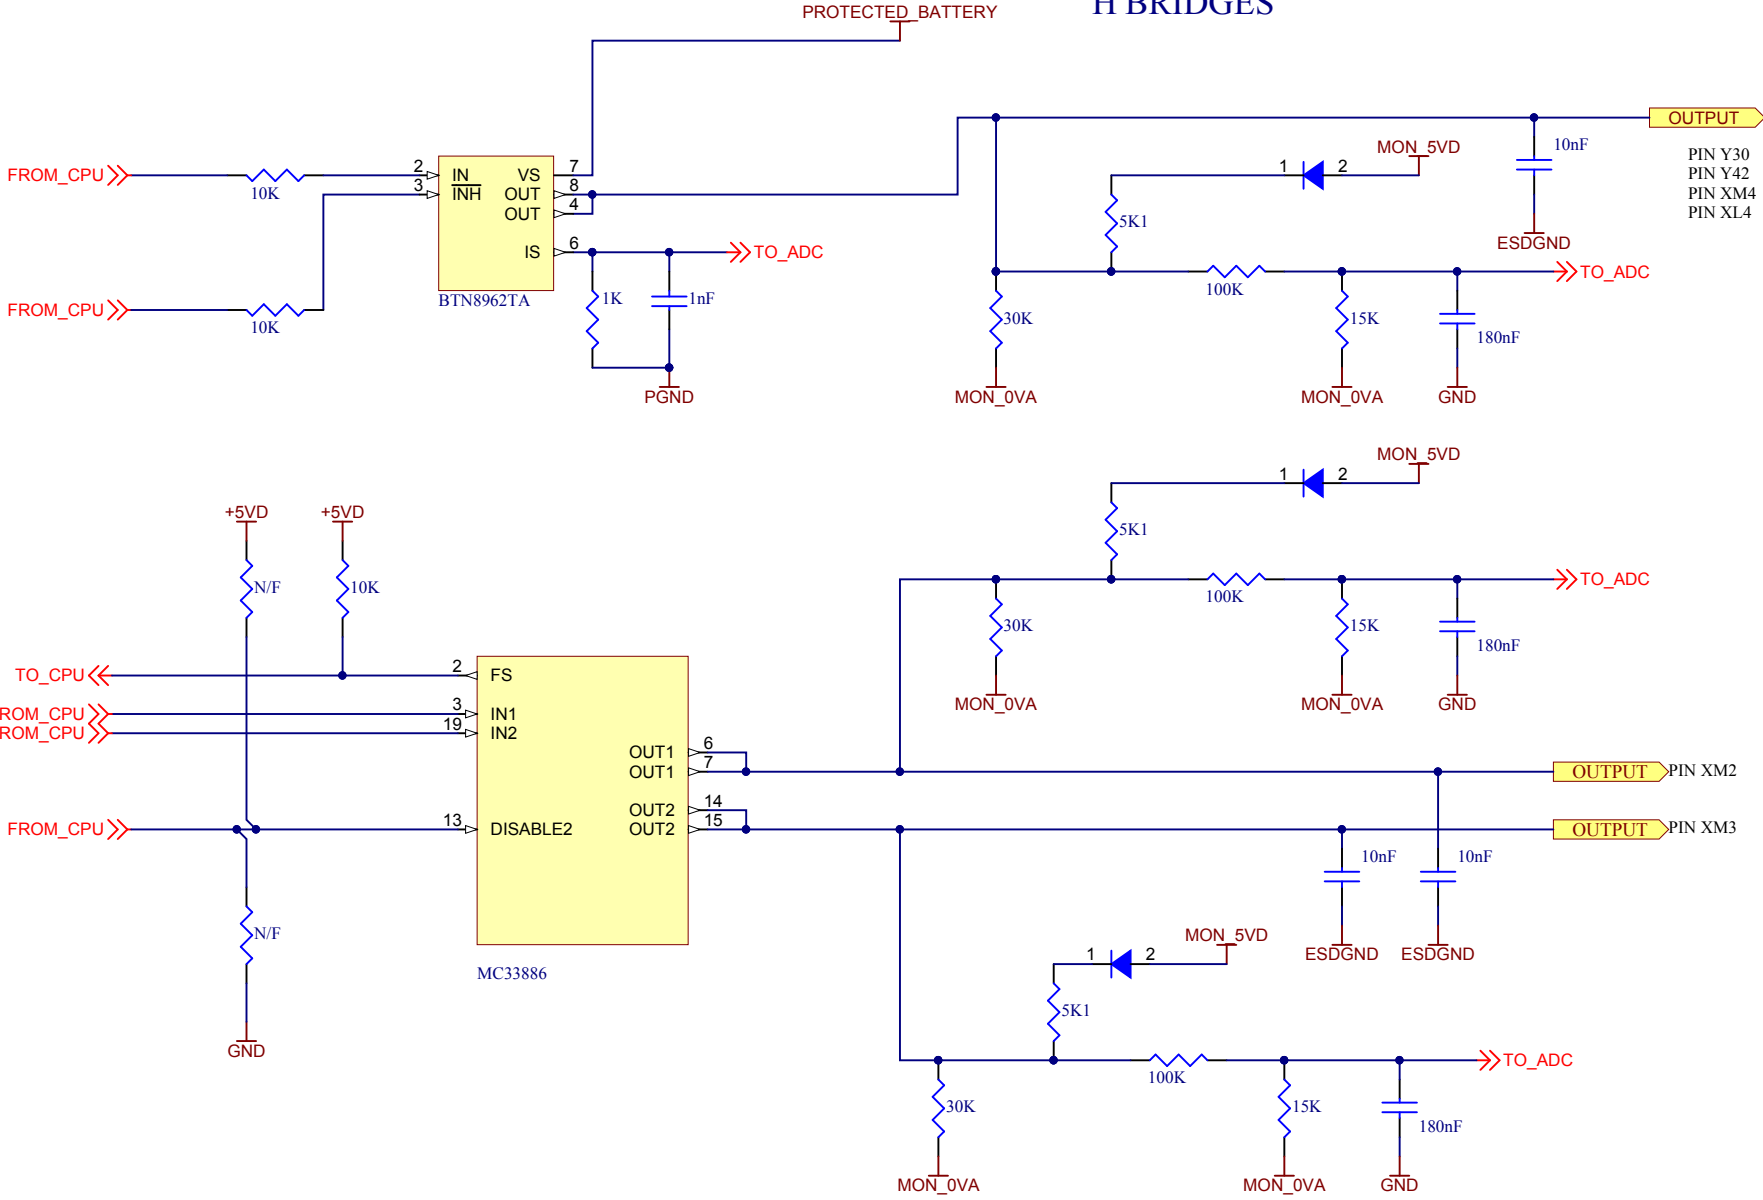 H BRIDGES
PROTECTED_BATTERY
OUTPUT
PIN Y30
PIN Y42
PIN XM4
PIN XL4
10nF
ESDGND
MON_5VD
1
2
5K1
FROM_CPU
10K
2
IN
VS
7
3
INH
OUT
8
OUT
4
IS
6
TO_ADC
BTN8962TA
FROM_CPU
10K
1K
1nF
PGND
100K
TO_ADC
30K
15K
180nF
MON_0VA
MON_0VA
GND
MON_5VD
1
2
5K1
100K
TO_ADC
30K
15K
180nF
MON_0VA
MON_0VA
GND
+5VD
+5VD
N/F
10K
TO_CPU
2
FS
ROM_CPU
3
IN1
ROM_CPU
19
IN2
OUT1
6
OUT1
7
OUT2
14
OUT2
15
FROM_CPU
13
DISABLE2
MC33886
N/F
GND
OUTPUT
PIN XM2
OUTPUT
PIN XM3
10nF
10nF
ESDGND
ESDGND
MON_5VD
1
2
5K1
100K
TO_ADC
30K
15K
180nF
MON_0VA
MON_0VA
GND